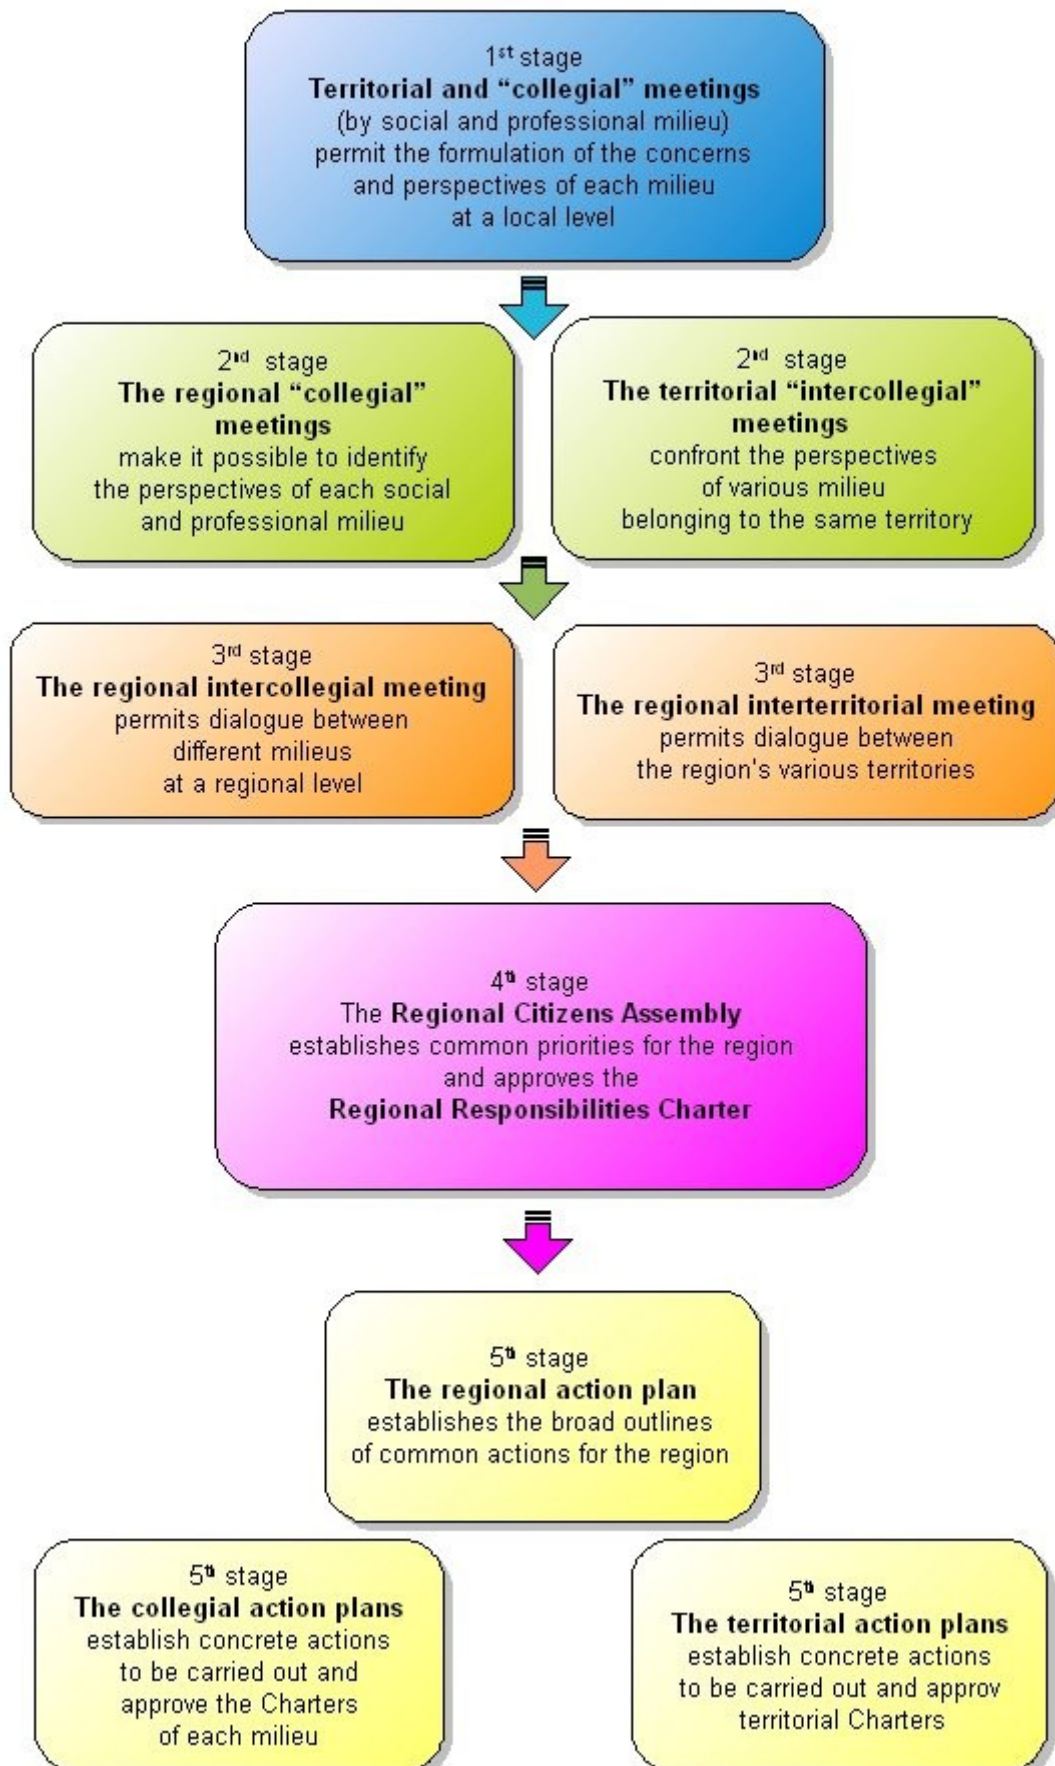 1st stage
Territorial and “collegial” meetings
(by social and professional milieu)
permit the formulation of the concerns
and perspectives of each milieu
at a local level
2nd stage
The regional “collegial”
meetings
make it possible to identify
the perspectives of each social
and professional milieu
2nd stage
The territorial “intercollegial”
meetings
confront the perspectives
of various milieu
belonging to the same territory
3rd stage
The regional intercollegial meeting
permits dialogue between
different milieus
at a regional level
3rd stage
The regional interterritorial meeting
permits dialogue between
the region's various territories
4th stage
The Regional Citizens Assembly
establishes common priorities for the region
and approves the
Regional Responsibilities Charter
5th stage
The regional action plan
establishes the broad outlines
of common actions for the region
5th stage
The collegial action plans
establish concrete actions
to be carried out and
approve the Charters
of each milieu
5th stage
The territorial action plans
establish concrete actions
to be carried out and approv
territorial Charters